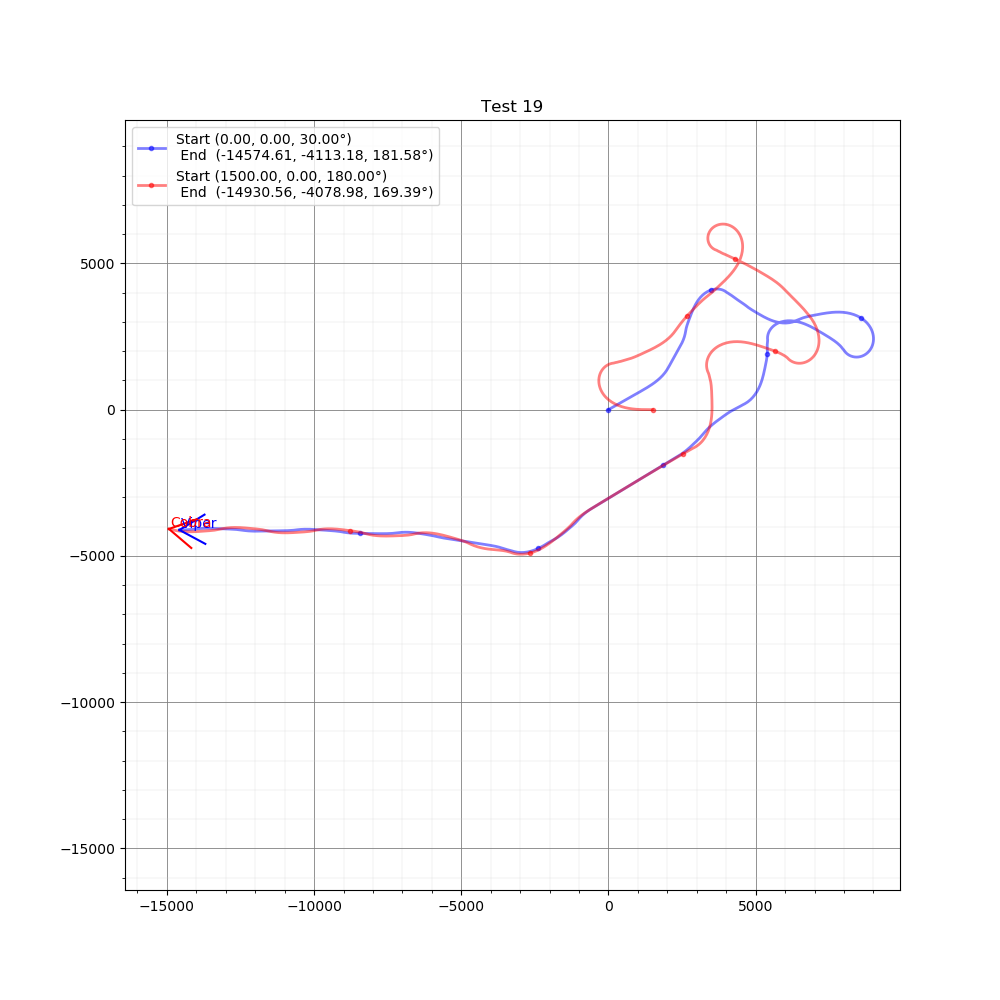 Test 19
Start (0.00, 0.00, 30.00°)
End (-14574.61, -4113.18, 181.58°)
Start (1500.00, 0.00, 180.00°)
End (-14930.56, -4078.98, 169.39°)
5000
0
−5000
−10000
−15000
−15000
−10000
−5000
0
5000